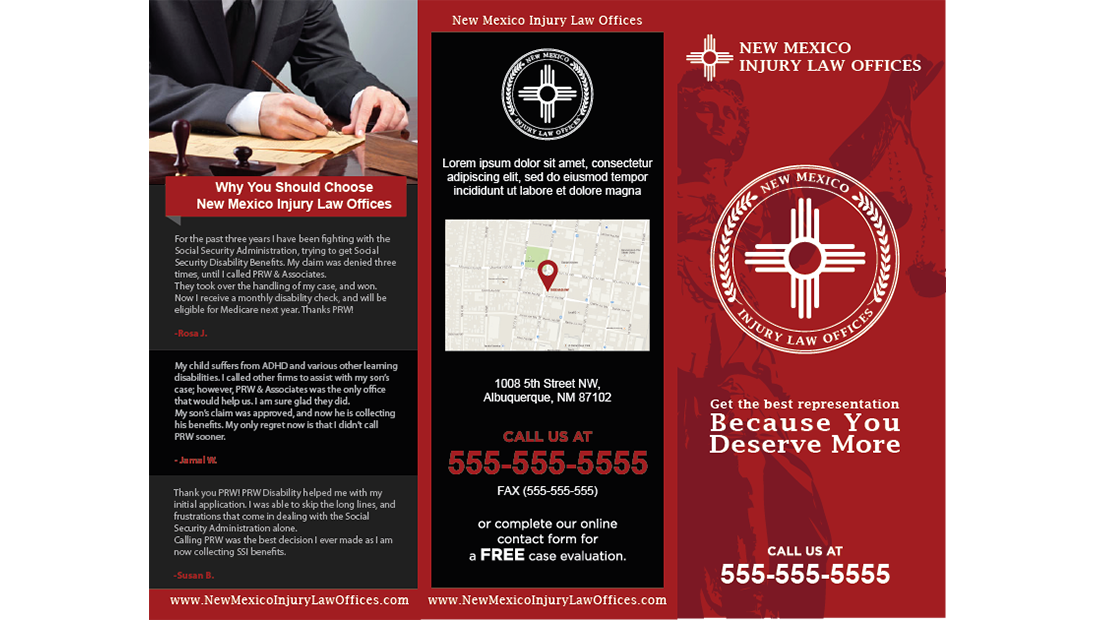 Why You Should Choose
New Mexico Injury Law Offices
For the past three years I have been fighting with the
Social Security Administration, trying to get Social
Security Disability Benefits. My claim was denied three
times, until I called PRW & Associates.
They took over the handling of my case, and won.
Now I receive a monthly disability check, and will be
eligible for Medicare next year. Thanks PRW!
-Rosa J.
My child suffers from ADHD and various other learning
disabilities. I called other firms to assist with my son's
case; however, PRW & Associates was the only office
that would help us. I am sure glad they did.
My son's claim was approved, and now he is collecting
his benefits. My only regret now is that I didn't call
PRW sooner.
- Jamal W.
Thank you PRW! PRW Disability helped me with my
initial application. I was able to skip the long lines, and
frustrations that come in dealing with the Social
Security Administration alone.
Calling PRW was the best decision I ever made as I am
now collecting SSI benefits.
-Susan B.
www.NewMexicoInjuryLawOffices.com
New Mexico Injury Law Offices
NEW MEXICO
INJURY LAW OFFICES
Lorem ipsum dolor sit amet, consectetur
adipiscing elit, sed do eiusmod tempor
incididunt ut labore et dolore magna
1008 5th Street NW,
Albuquerque, NM 87102
CALL US AT
555-555-5555
FAX (555-555-555)
or complete our online
contact form for
a FREE case evaluation.
www.NewMexicoInjuryLawOffices.com
NEW MEXICO
INJURY LAW OFFICES
NEW MEXICO
INJURY LAW OFFICES
Get the best representation
Because You
Deserve More
CALL US AT
555-555-5555